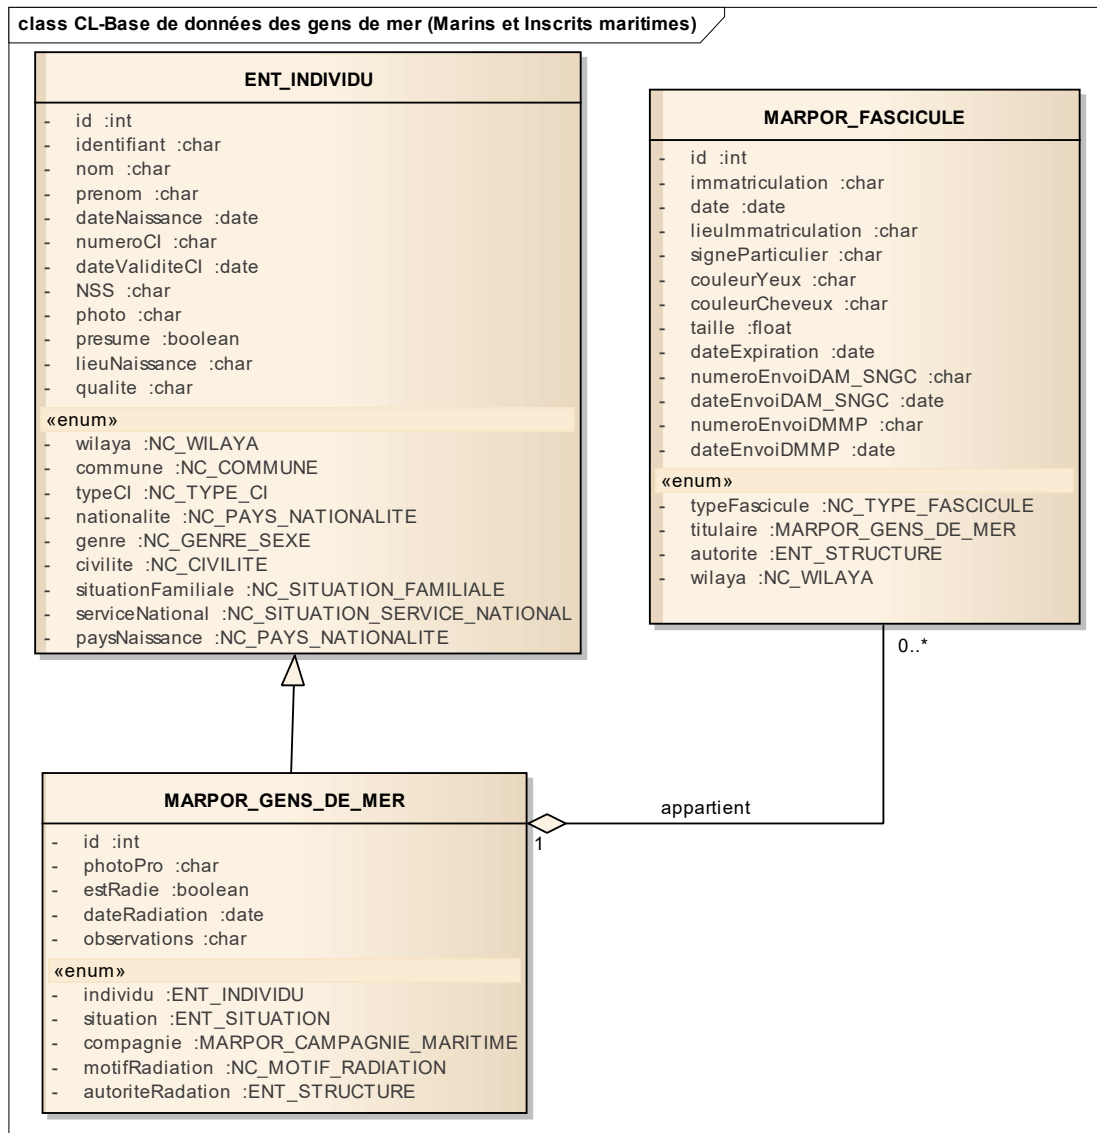 class CL-Base de données des gens de mer (Marins et Inscrits maritimes)
ENT_INDIVIDU
- id :int
- identifiant :char
- nom :char
- prenom :char
- dateNaissance :date
- numeroCI :char
- dateValiditeCI :date
- NSS :char
- photo :char
- presume :boolean
- lieuNaissance :char
- qualite :char
«enum»
- wilaya :NC_WILAYA
- commune :NC_COMMUNE
- typeCI :NC_TYPE_CI
- nationalite :NC_PAYS_NATIONALITE
- genre :NC_GENRE_SEXE
- civilite :NC_CIVILITE
- situationFamiliale :NC_SITUATION_FAMILIALE
- serviceNational :NC_SITUATION_SERVICE_NATIONAL
- paysNaissance :NC_PAYS_NATIONALITE
MARPOR_FASCICULE
- id :int
- immatriculation :char
- date :date
- lieuImmatriculation :char
- signeParticulier :char
- couleurYeux :char
- couleurCheveux :char
- taille :float
- dateExpiration :date
- numeroEnvoiDAM_SNGC :char
- dateEnvoiDAM_SNGC :date
- numeroEnvoiDMMP :char
- dateEnvoiDMMP :date
«enum»
- typeFascicule :NC_TYPE_FASCICULE
- titulaire :MARPOR_GENS_DE_MER
- autorite :ENT_STRUCTURE
- wilaya :NC_WILAYA
0..*
appartient
1
MARPOR_GENS_DE_MER
- id :int
- photoPro :char
- estRadie :boolean
- dateRadiation :date
- observations :char
«enum»
- individu :ENT_INDIVIDU
- situation :ENT_SITUATION
- compagnie :MARPOR_CAMPAGNIE_MARITIME
- motifRadiation :NC_MOTIF_RADIATION
- autoriteRadation :ENT_STRUCTURE